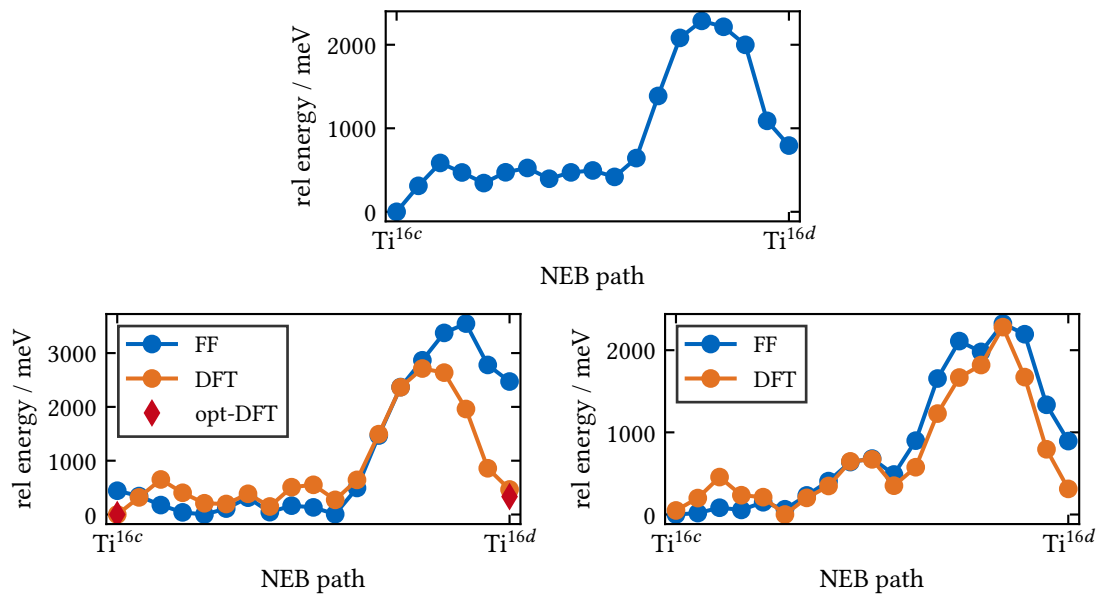 rel energy / meV
2000
1000
0
Ti16c
Ti16d
NEB path
rel energy / meV
3000
2000
1000
0
FF
DFT
opt-DFT
Ti16c
Ti16d
NEB path
rel energy / meV
2000
1000
0
FF
DFT
Ti16c
Ti16d
NEB path